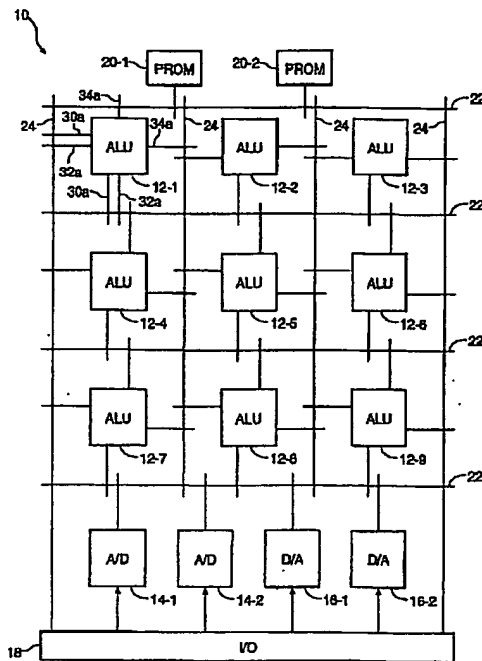 10
20-1 PROM 20-2 PROM
34a
24 22
30a 34a 24 24 24
32a ALU ALU ALU
30a 32a 12-1 12-2 12-3
22
ALU ALU ALU
12-4 12-5 12-6
22
ALU ALU ALU
12-7 12-8 12-9
22
A/D A/D D/A D/A
14-1 14-2 16-1 16-2
18 I/O